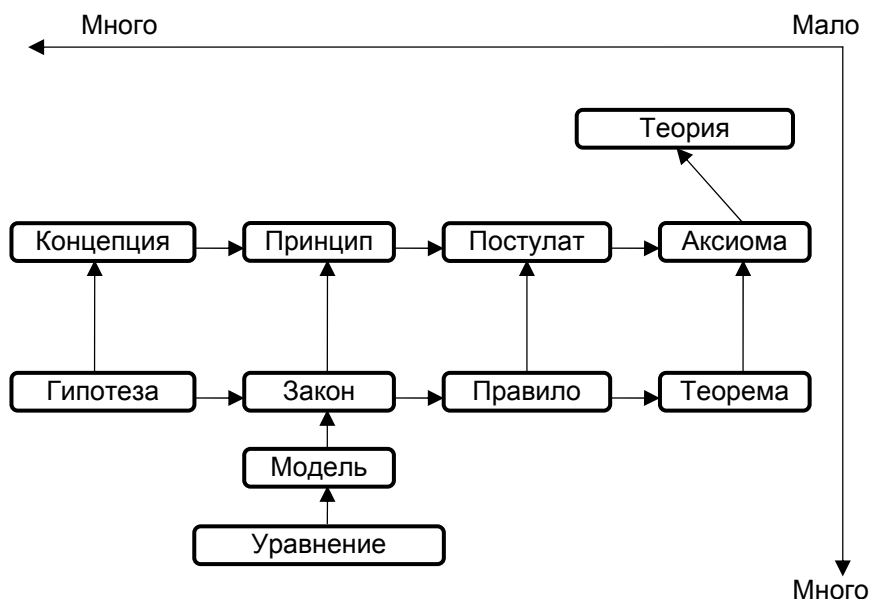 Много
Мало
Теория
Концепция
Принцип
Постулат
Аксиома
Гипотеза
Закон
Правило
Теорема
Модель
Уравнение
Много